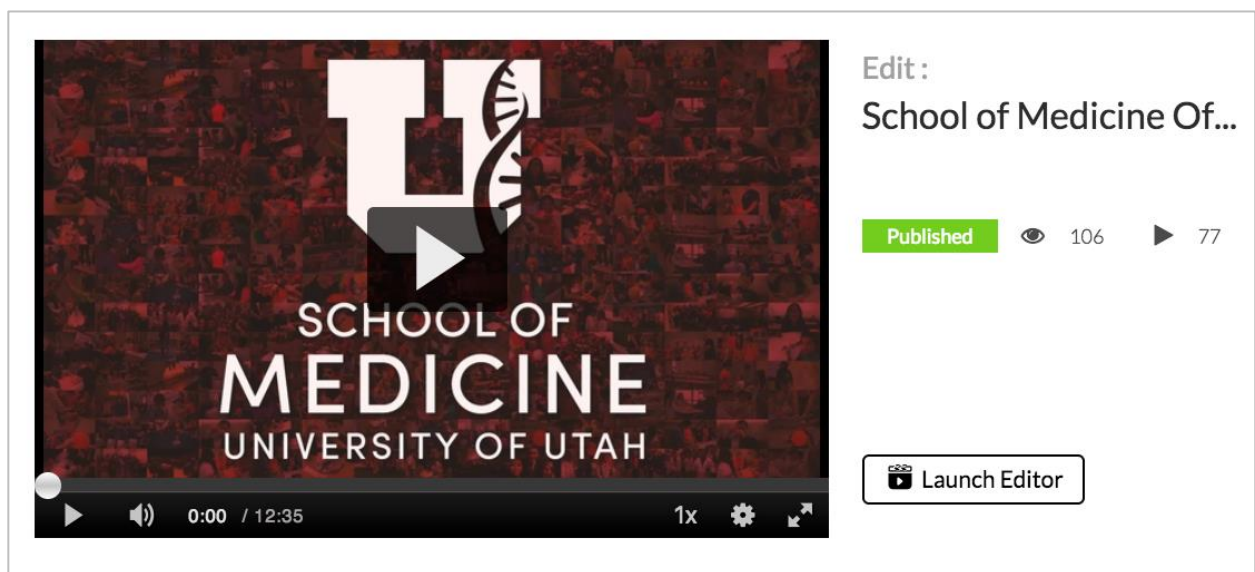 U
SCHOOL OF
MEDICINE
UNIVERSITY OF UTAH
0:00 / 12:35
1x
Edit :
School of Medicine Of...
Published 106 77
Launch Editor